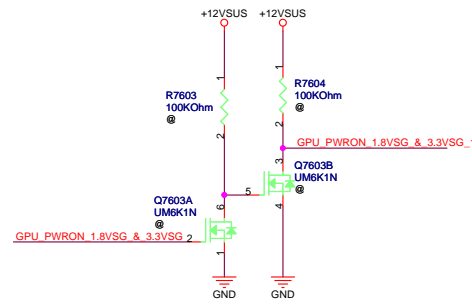 +12VSUS
+12VSUS
1
R7603
100KOhm
@
2
1
R7604
100KOhm
@
2
GPU_PWRON_1.8VSG_&_3.3VSG_1
3
Q7603B
UM6K1N
@
5
4
Q7603A
UM6K1N
@
6
GPU_PWRON_1.8VSG_&_3.3VSG
2
1
GND
GND